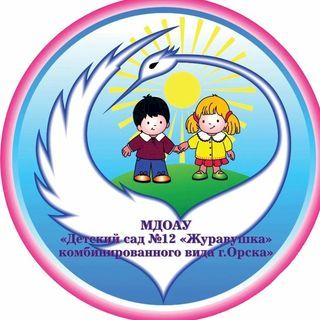 МДОАУ
«Детский сад №12 «Журавушка»
комбинированного вида г.Орска»